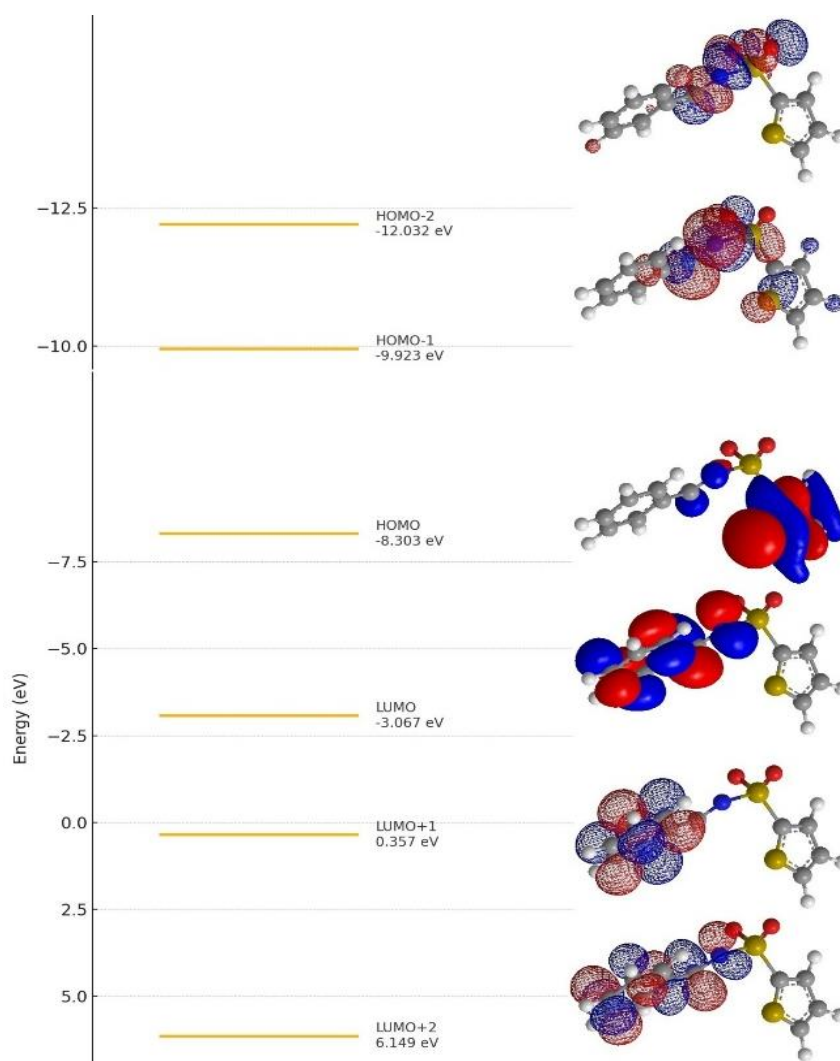 HOMO-2
-12.032 eV
−12.5
HOMO-1
-9.923 eV
−10.0
HOMO
-8.303 eV
−7.5
−5.0
LUMO
-3.067 eV
−2.5
Energy (eV)
0.0
LUMO+1
0.357 eV
2.5
5.0
LUMO+2
6.149 eV